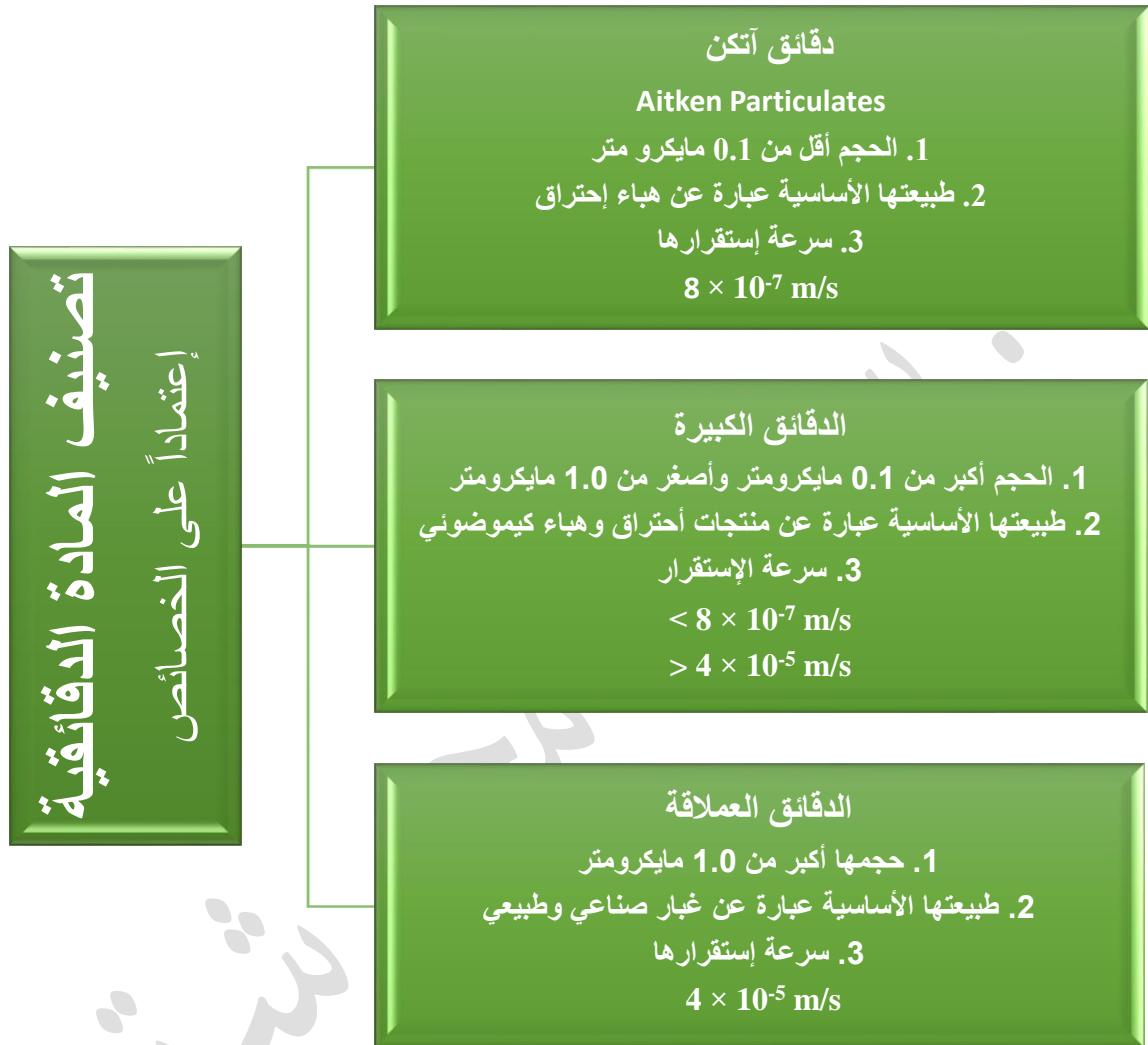 تصنيف المادة الدقائقية
إعتماداً على الخصائص
دقائق آتكن
Aitken Particulates
1. الحجم أقل من 0.1 مايكرو متر
2. طبيعتها الأساسية عبارة عن هباء إحتراق
3. سرعة إستقرارها
8 × 10⁻⁷ m/s
الدقائق الكبيرة
1. الحجم أكبر من 0.1 مايكرومتر وأصغر من 1.0 مايكرومتر
2. طبيعتها الأساسية عبارة عن منتجات أحتراق وهباء كيموضوئي
3. سرعة الإستقرار
< 8 × 10⁻⁷ m/s
> 4 × 10⁻⁵ m/s
الدقائق العملاقة
1. حجمها أكبر من 1.0 مايكرومتر
2. طبيعتها الأساسية عبارة عن غبار صناعي وطبيعي
3. سرعة إستقرارها
4 × 10⁻⁵ m/s